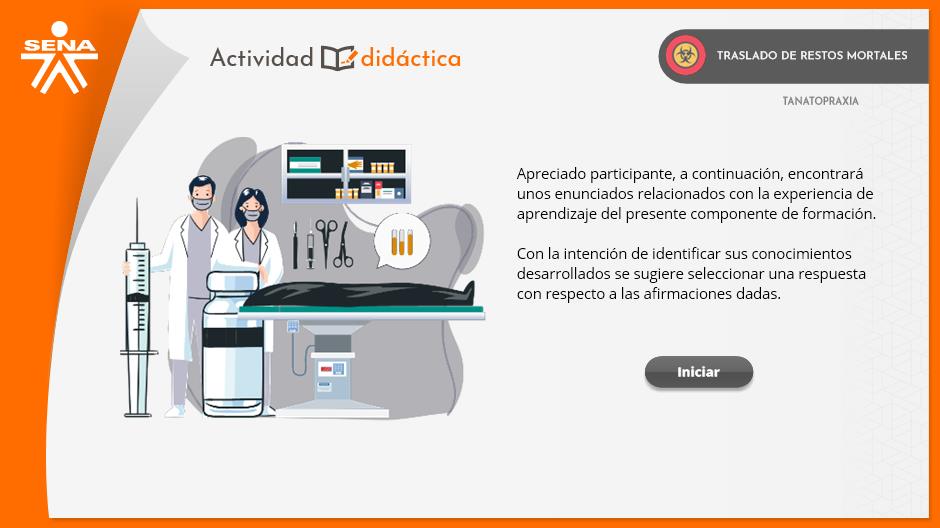 SENA
Actividad didáctica
TRASLADO DE RESTOS MORTALES
TANATOPRAXIA
Apreciado participante, a continuación, encontrará
unos enunciados relacionados con la experiencia de
aprendizaje del presente componente de formación.
Con la intención de identificar sus conocimientos
desarrollados se sugiere seleccionar una respuesta
con respecto a las afirmaciones dadas.
Iniciar